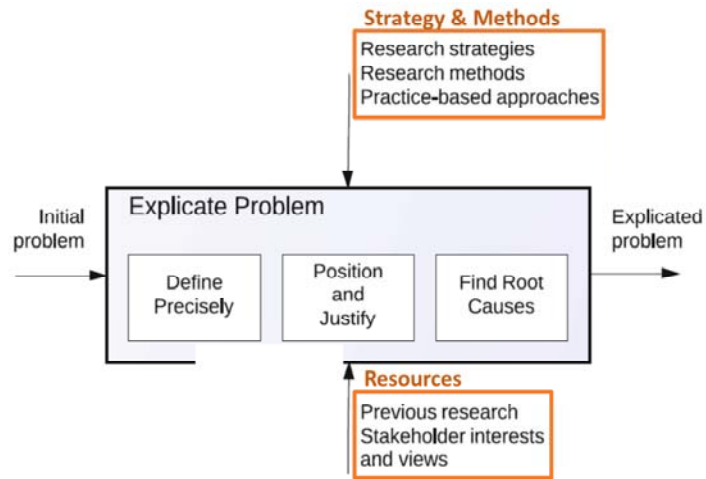 Strategy & Methods
Research strategies
Research methods
Practice-based approaches
Initial
problem
Explicate Problem
Explicated
problem
Define
Precisely
Position
and
Justify
Find Root
Causes
Resources
Previous research
Stakeholder interests
and views